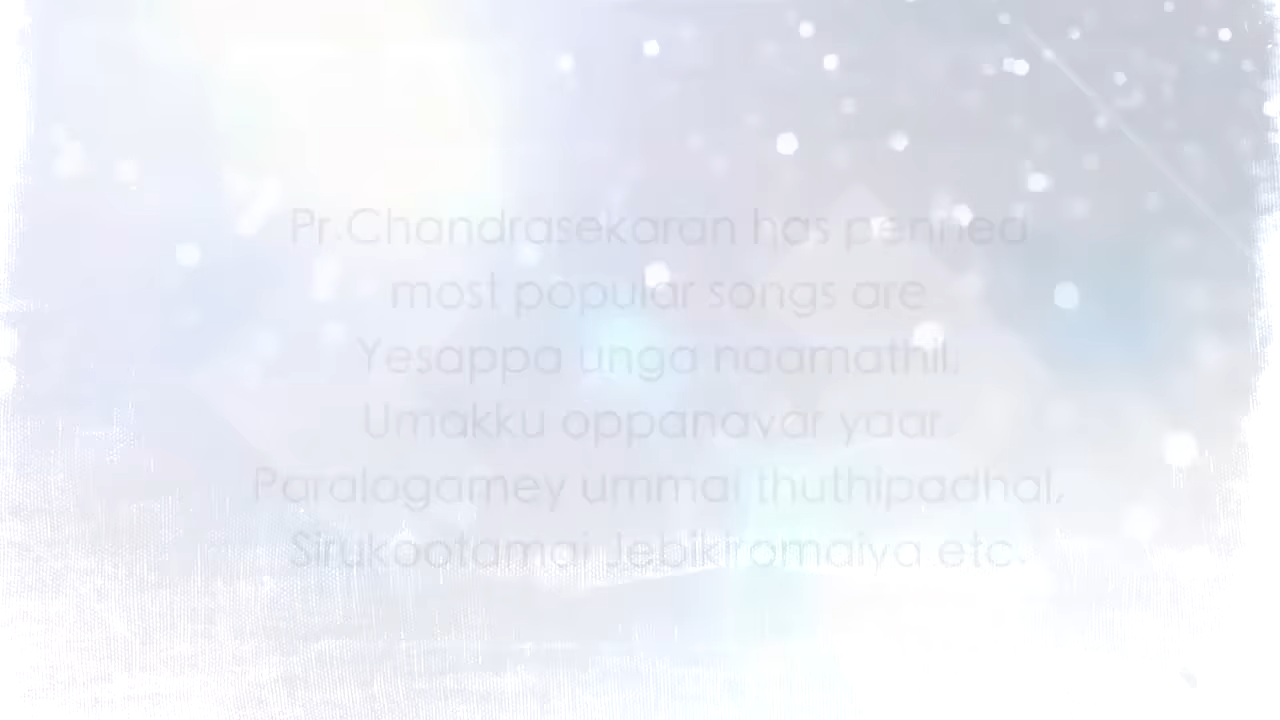 Pr.Chandrasekaran has penned
most popular songs are
Yesappa unga naamathil,
Umakku oppanavar yaar,
Paralogamey ummai thuthipadhal,
Sirukootamai Jebikiromaiya etc.